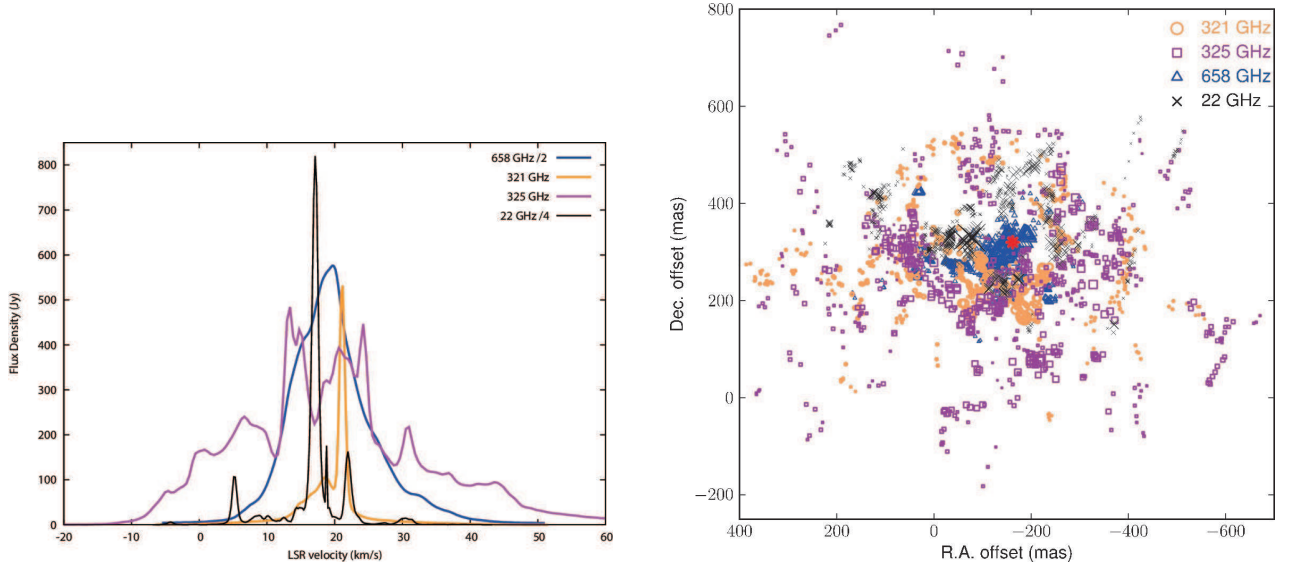 800
700
600
500
400
300
200
100
0
-20
-10
0
10
20
30
40
50
60
Flux Density (Jy)
LSR velocity (km/s)
658 GHz /2
321 GHz
325 GHz
22 GHz /4
800
600
400
200
0
−200
400
200
0
−200
−400
−600
Dec. offset (mas)
R.A. offset (mas)
321 GHz
325 GHz
658 GHz
22 GHz